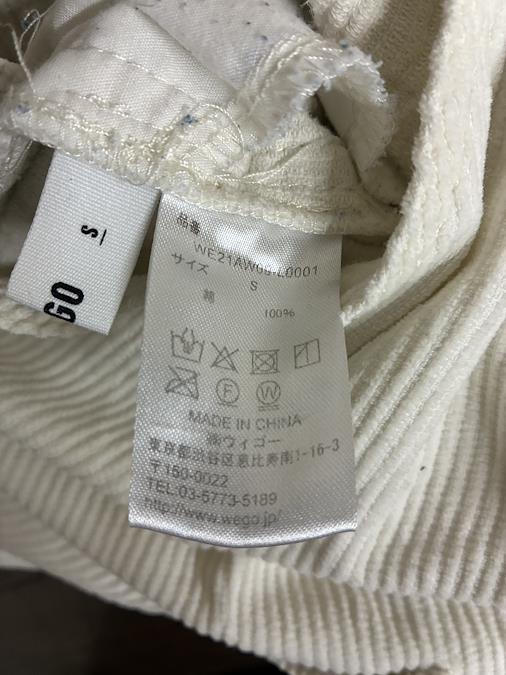 GO
S
品番
WE21AW08-L0001
サイズ
S
綿
100%
F
W
MADE IN CHINA
㈱ウィゴー
東京都渋谷区恵比寿南1-16-3
〒150-0022
TEL.03-5773-5189
http://www.wego.jp/